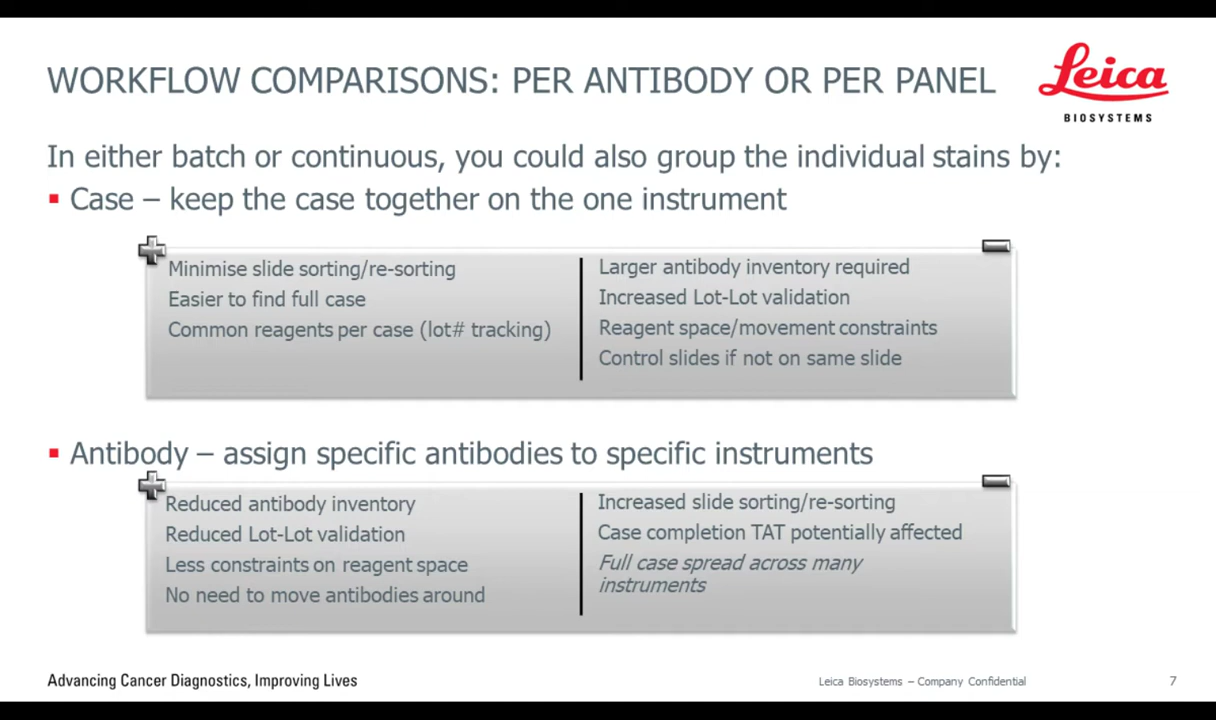 WORKFLOW COMPARISONS: PER ANTIBODY OR PER PANEL
Leica
BIOSYSTEMS
In either batch or continuous, you could also group the individual stains by:
Case – keep the case together on the one instrument
Minimise slide sorting/re-sorting
Easier to find full case
Common reagents per case (lot# tracking)
Larger antibody inventory required
Increased Lot-Lot validation
Reagent space/movement constraints
Control slides if not on same slide
Antibody – assign specific antibodies to specific instruments
Reduced antibody inventory
Reduced Lot-Lot validation
Less constraints on reagent space
No need to move antibodies around
Increased slide sorting/re-sorting
Case completion TAT potentially affected
Full case spread across many
instruments
Advancing Cancer Diagnostics, Improving Lives
Leica Biosystems – Company Confidential
7